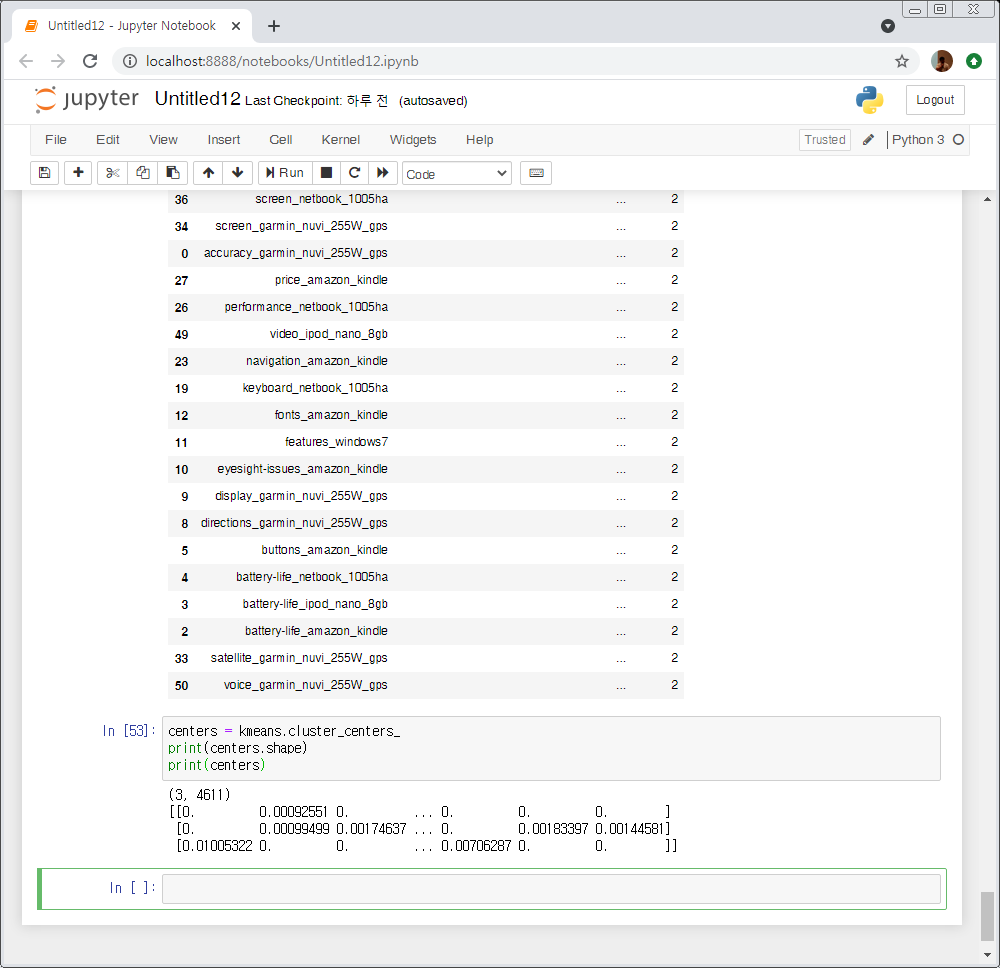 Untitled12 - Jupyter Notebook
localhost:8888/notebooks/Untitled12.ipynb
jupyter Untitled12 Last Checkpoint: 하루 전 (autosaved) Logout
File Edit View Insert Cell Kernel Widgets Help Trusted Python 3
Run Code
36 screen_netbook_1005ha ... 2
34 screen_garmin_nuvi_255W_gps ... 2
0 accuracy_garmin_nuvi_255W_gps ... 2
27 price_amazon_kindle ... 2
26 performance_netbook_1005ha ... 2
49 video_ipod_nano_8gb ... 2
23 navigation_amazon_kindle ... 2
19 keyboard_netbook_1005ha ... 2
12 fonts_amazon_kindle ... 2
11 features_windows7 ... 2
10 eyesight-issues_amazon_kindle ... 2
9 display_garmin_nuvi_255W_gps ... 2
8 directions_garmin_nuvi_255W_gps ... 2
5 buttons_amazon_kindle ... 2
4 battery-life_netbook_1005ha ... 2
3 battery-life_ipod_nano_8gb ... 2
2 battery-life_amazon_kindle ... 2
33 satellite_garmin_nuvi_255W_gps ... 2
50 voice_garmin_nuvi_255W_gps ... 2
In [53]: centers = kmeans.cluster_centers_
print(centers.shape)
print(centers)
(3, 4611)
[[0. 0.00092551 0. ... 0. 0. 0. ]
[0. 0.00099499 0.00174637 ... 0. 0.00183397 0.00144581]
[0.01005322 0. 0. ... 0.00706287 0. 0. ]]
In [ ]: